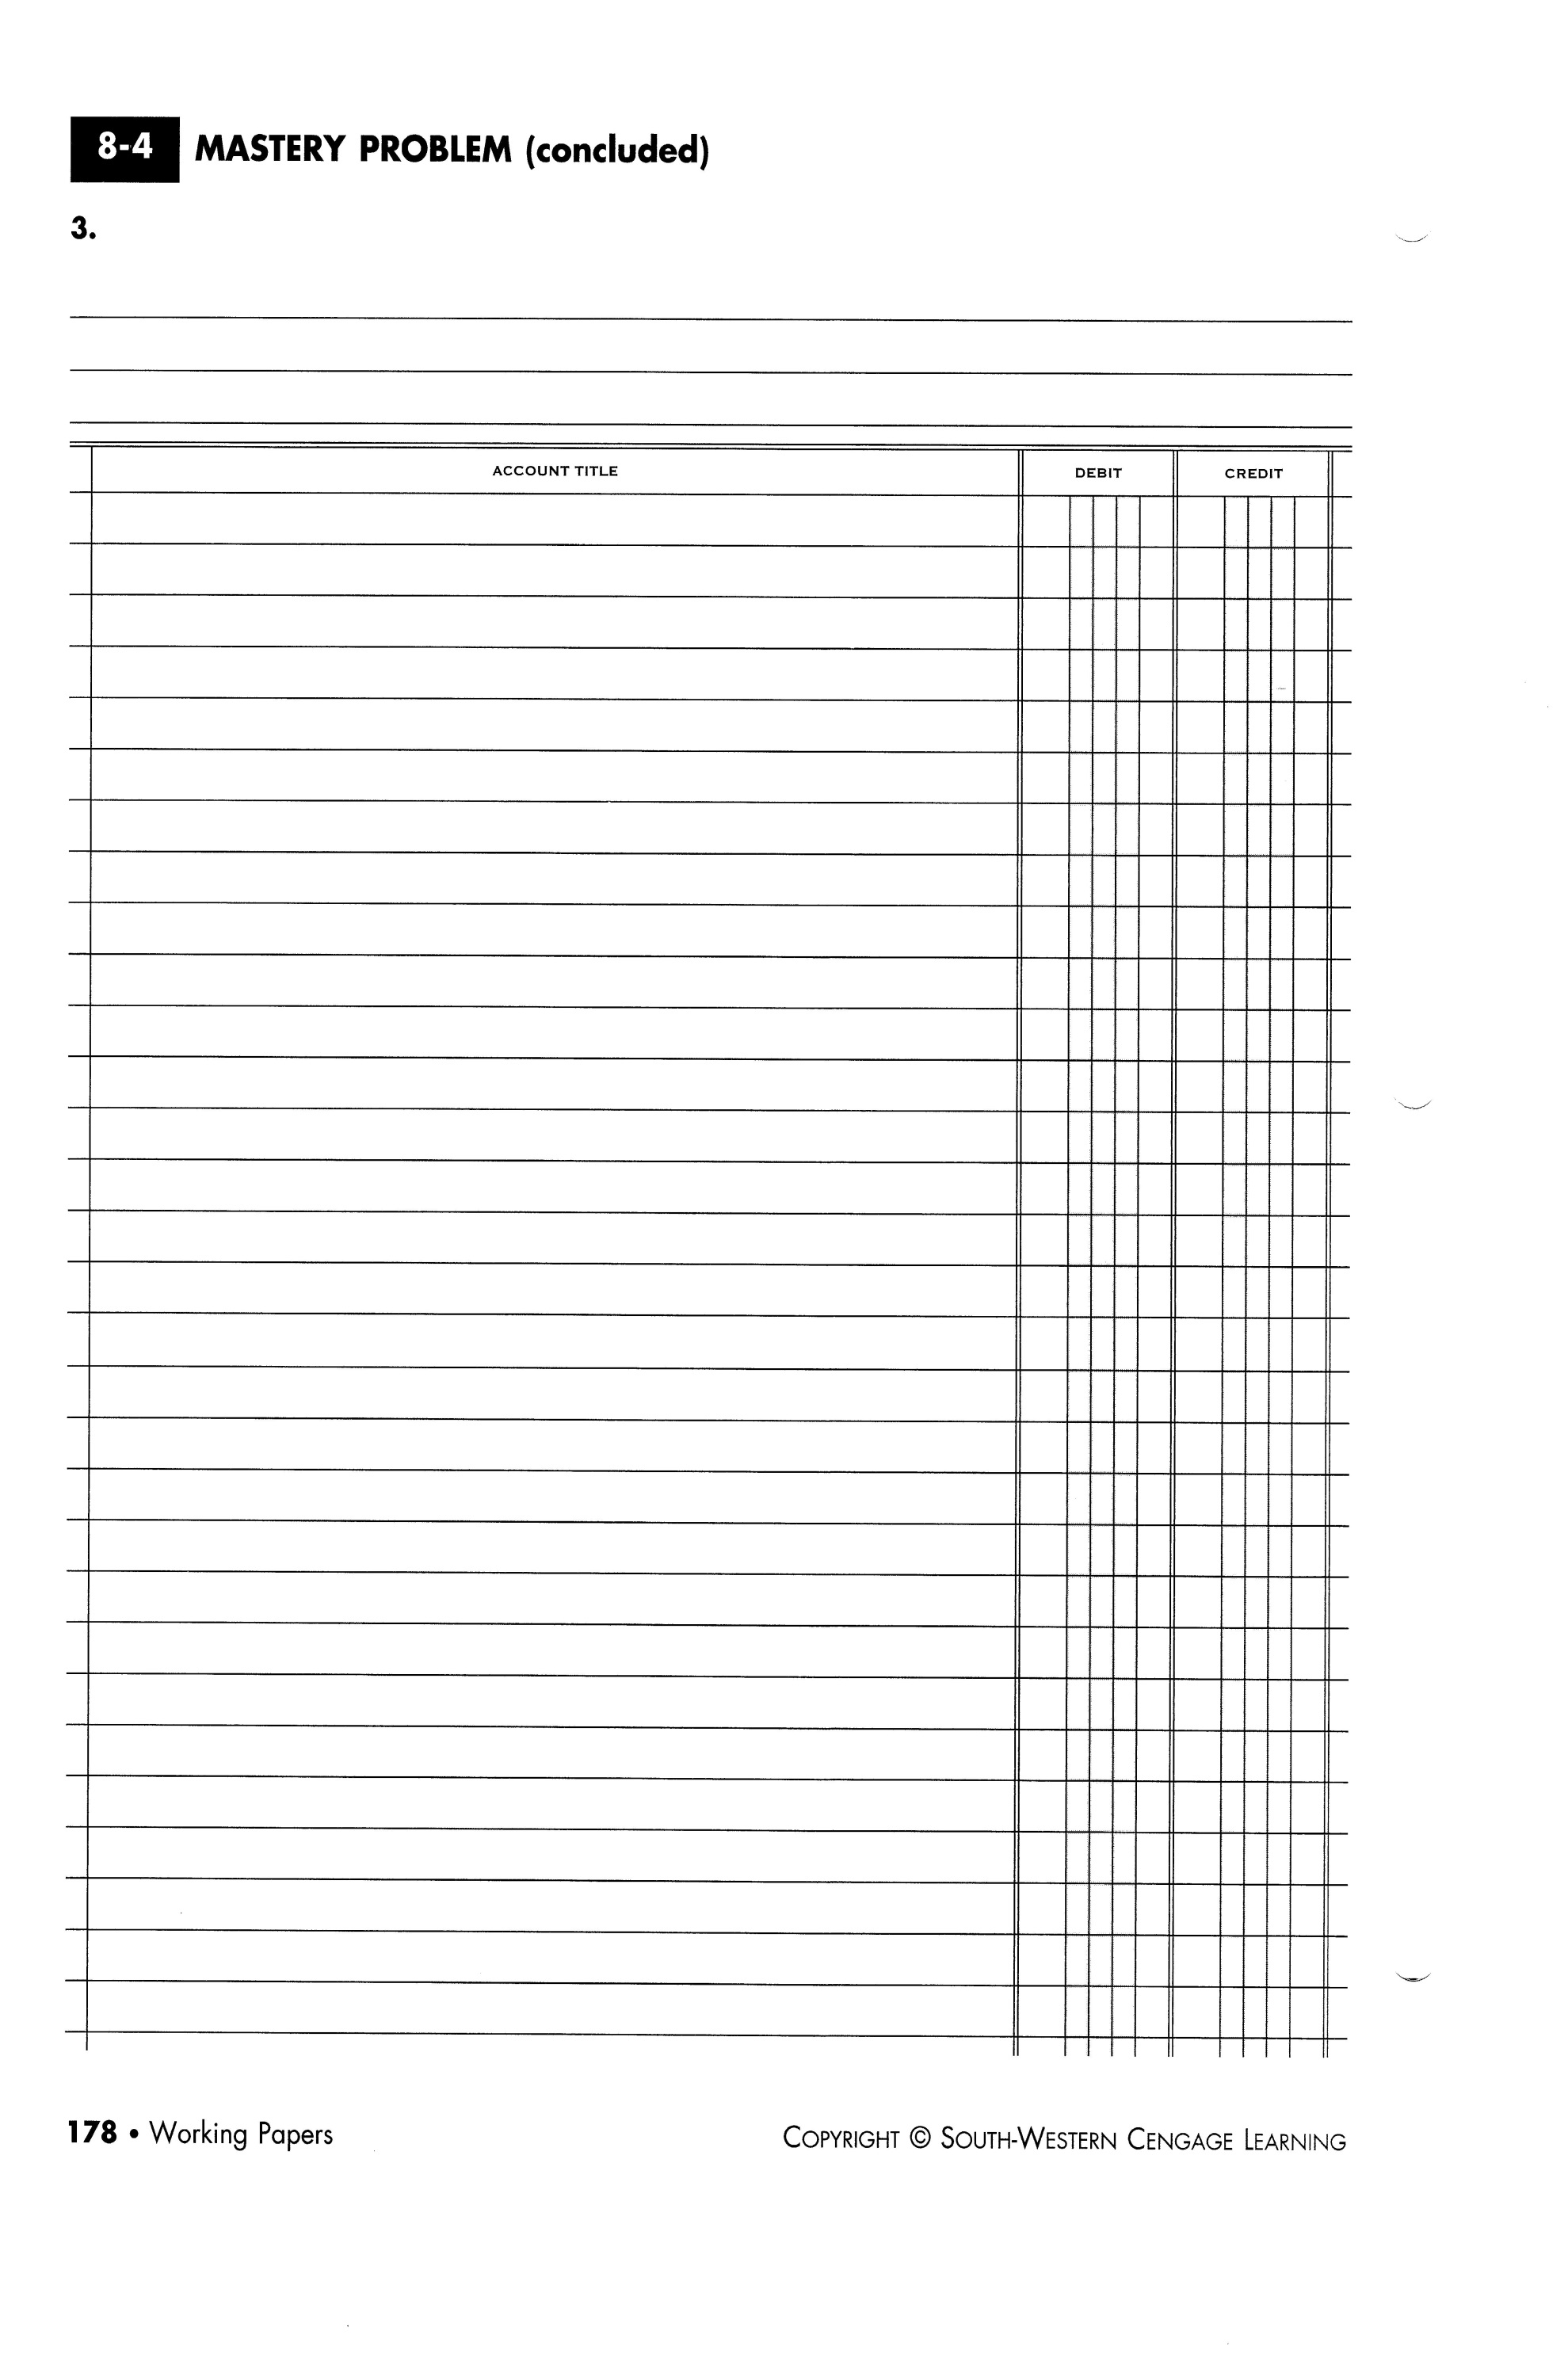 8-4 MASTERY PROBLEM (concluded)
3.
ACCOUNT TITLE DEBIT CREDIT
178 • Working Papers COPYRIGHT © SOUTH-WESTERN CENGAGE LEARNING